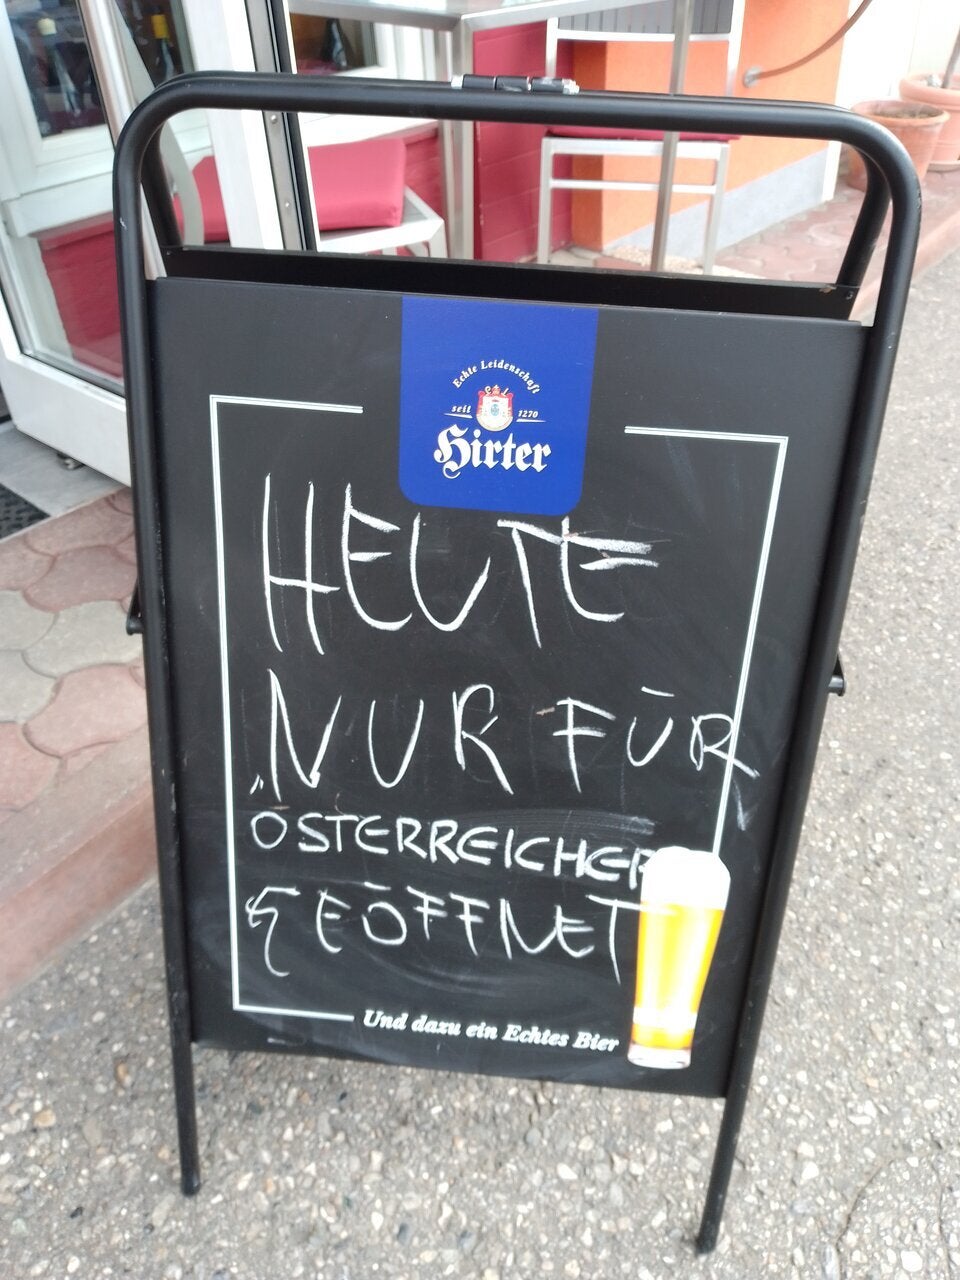 Echte Leidenschaft
seit 1270
Hirter
HEUTE
NUR FÜR
ÖSTERREICHER
GEÖFFNET
Und dazu ein Echtes Bier